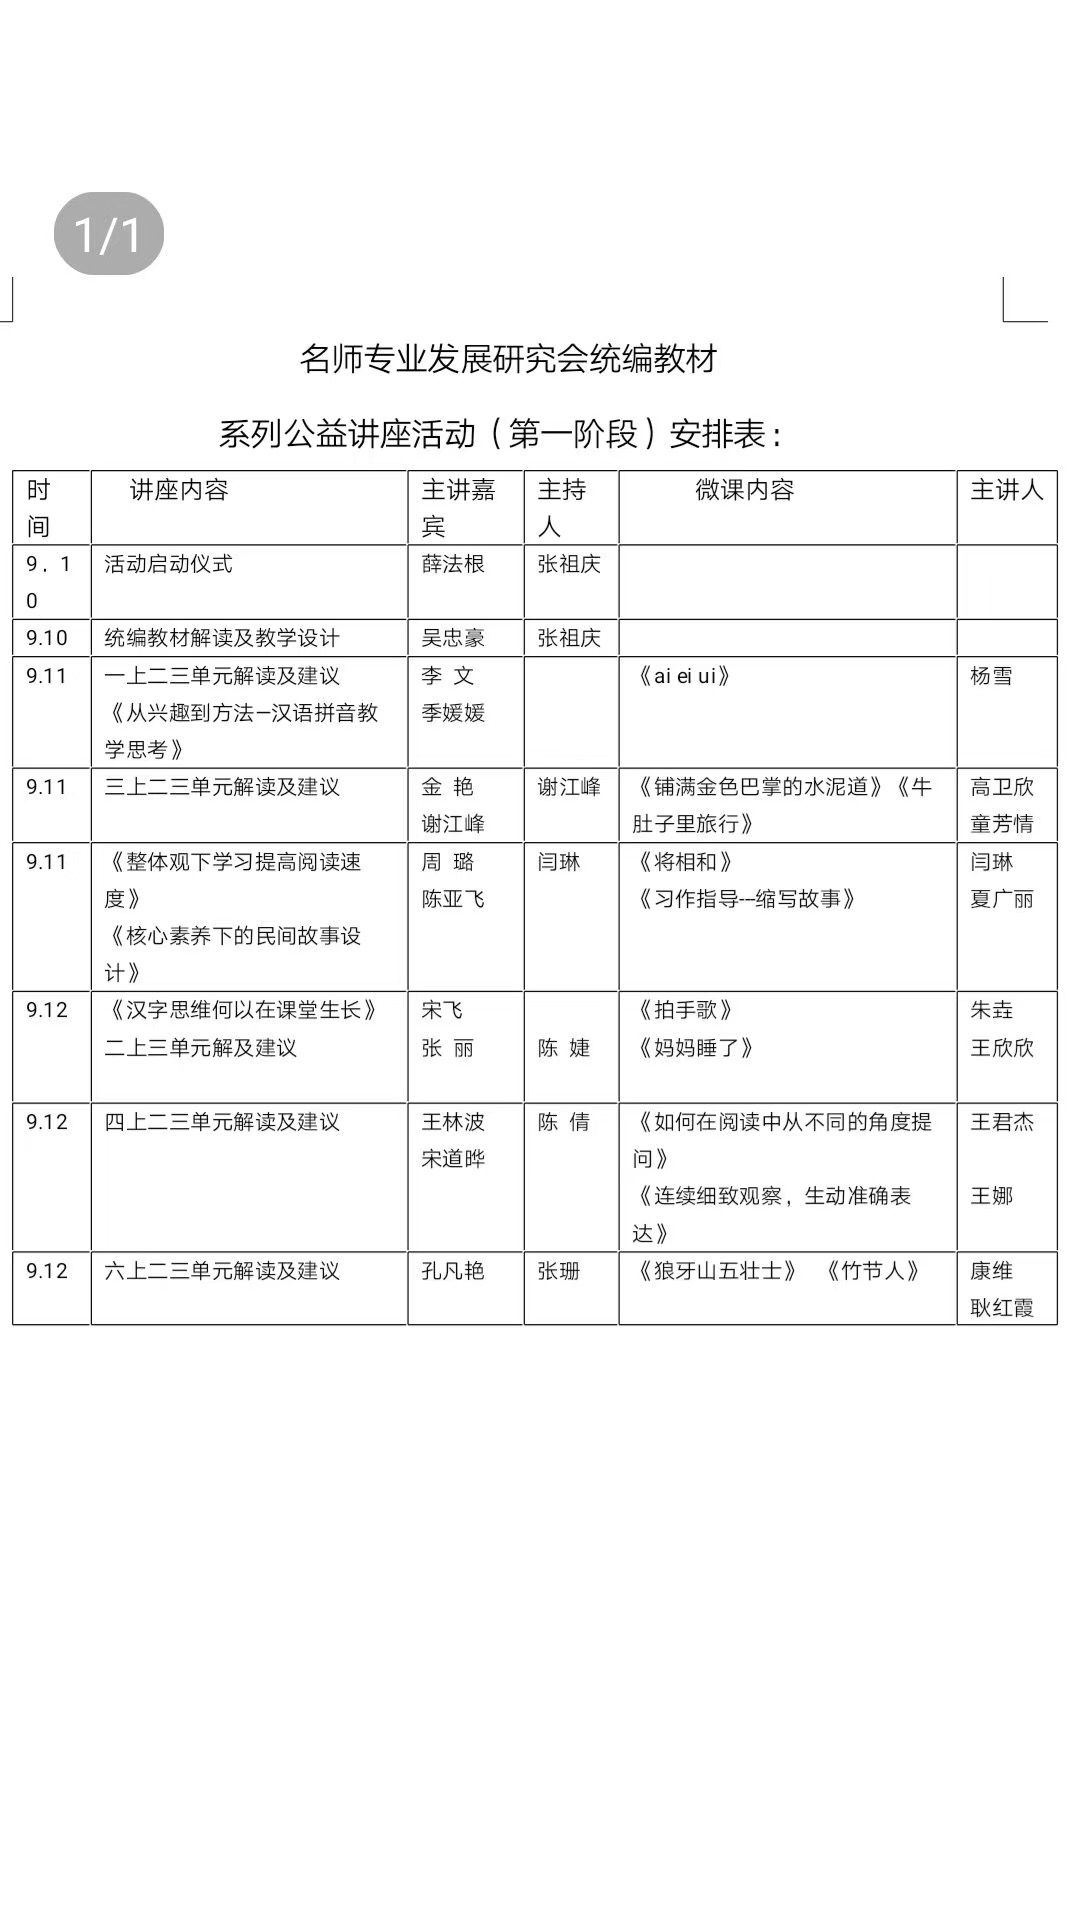 1/1
名师专业发展研究会统编教材
系列公益讲座活动（第一阶段）安排表：
时间 讲座内容 主讲嘉宾 主持人 微课内容 主讲人
9．10 活动启动仪式 薛法根 张祖庆
9.10 统编教材解读及教学设计 吴忠豪 张祖庆
9.11 一上二三单元解读及建议 李 文 《ai ei ui》 杨雪
《从兴趣到方法—汉语拼音教 季媛媛
学思考》
9.11 三上二三单元解读及建议 金 艳 谢江峰 《铺满金色巴掌的水泥道》《牛 高卫欣
谢江峰 肚子里旅行》 童芳情
9.11 《整体观下学习提高阅读速 周 璐 闫琳 《将相和》 闫琳
度》 陈亚飞 《习作指导---缩写故事》 夏广丽
《核心素养下的民间故事设
计》
9.12 《汉字思维何以在课堂生长》 宋飞 《拍手歌》 朱垚
二上三单元解及建议 张 丽 陈 婕 《妈妈睡了》 王欣欣
9.12 四上二三单元解读及建议 王林波 陈 倩 《如何在阅读中从不同的角度提 王君杰
宋道晔 问》
《连续细致观察，生动准确表 王娜
达》
9.12 六上二三单元解读及建议 孔凡艳 张珊 《狼牙山五壮士》 《竹节人》 康维
耿红霞